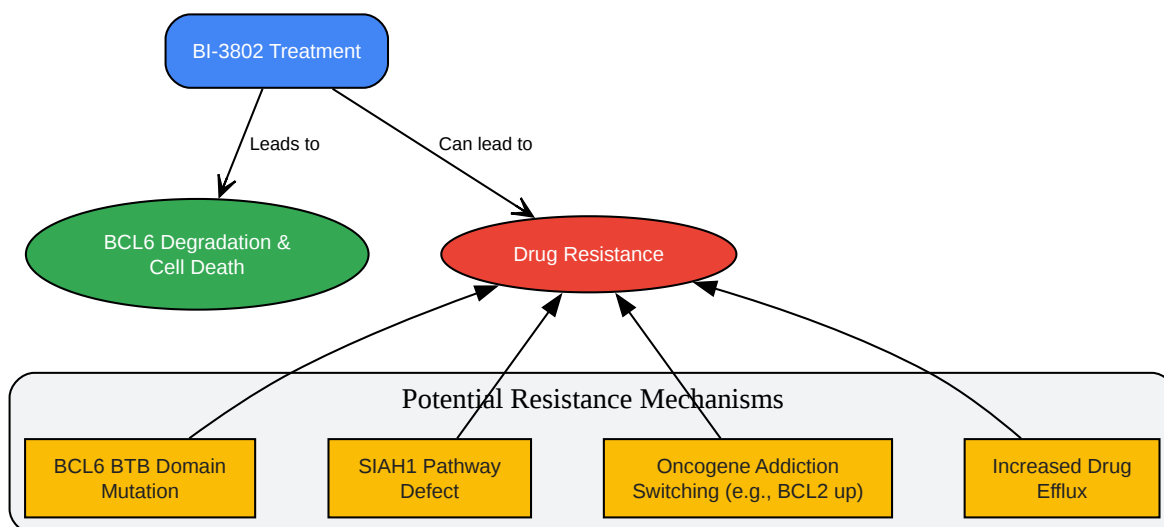 BI-3802 Treatment
Leads to
Can lead to
BCL6 Degradation &
Cell Death
Drug Resistance
Potential Resistance Mechanisms
BCL6 BTB Domain
Mutation
SIAH1 Pathway
Defect
Oncogene Addiction
Switching (e.g., BCL2 up)
Increased Drug
Efflux